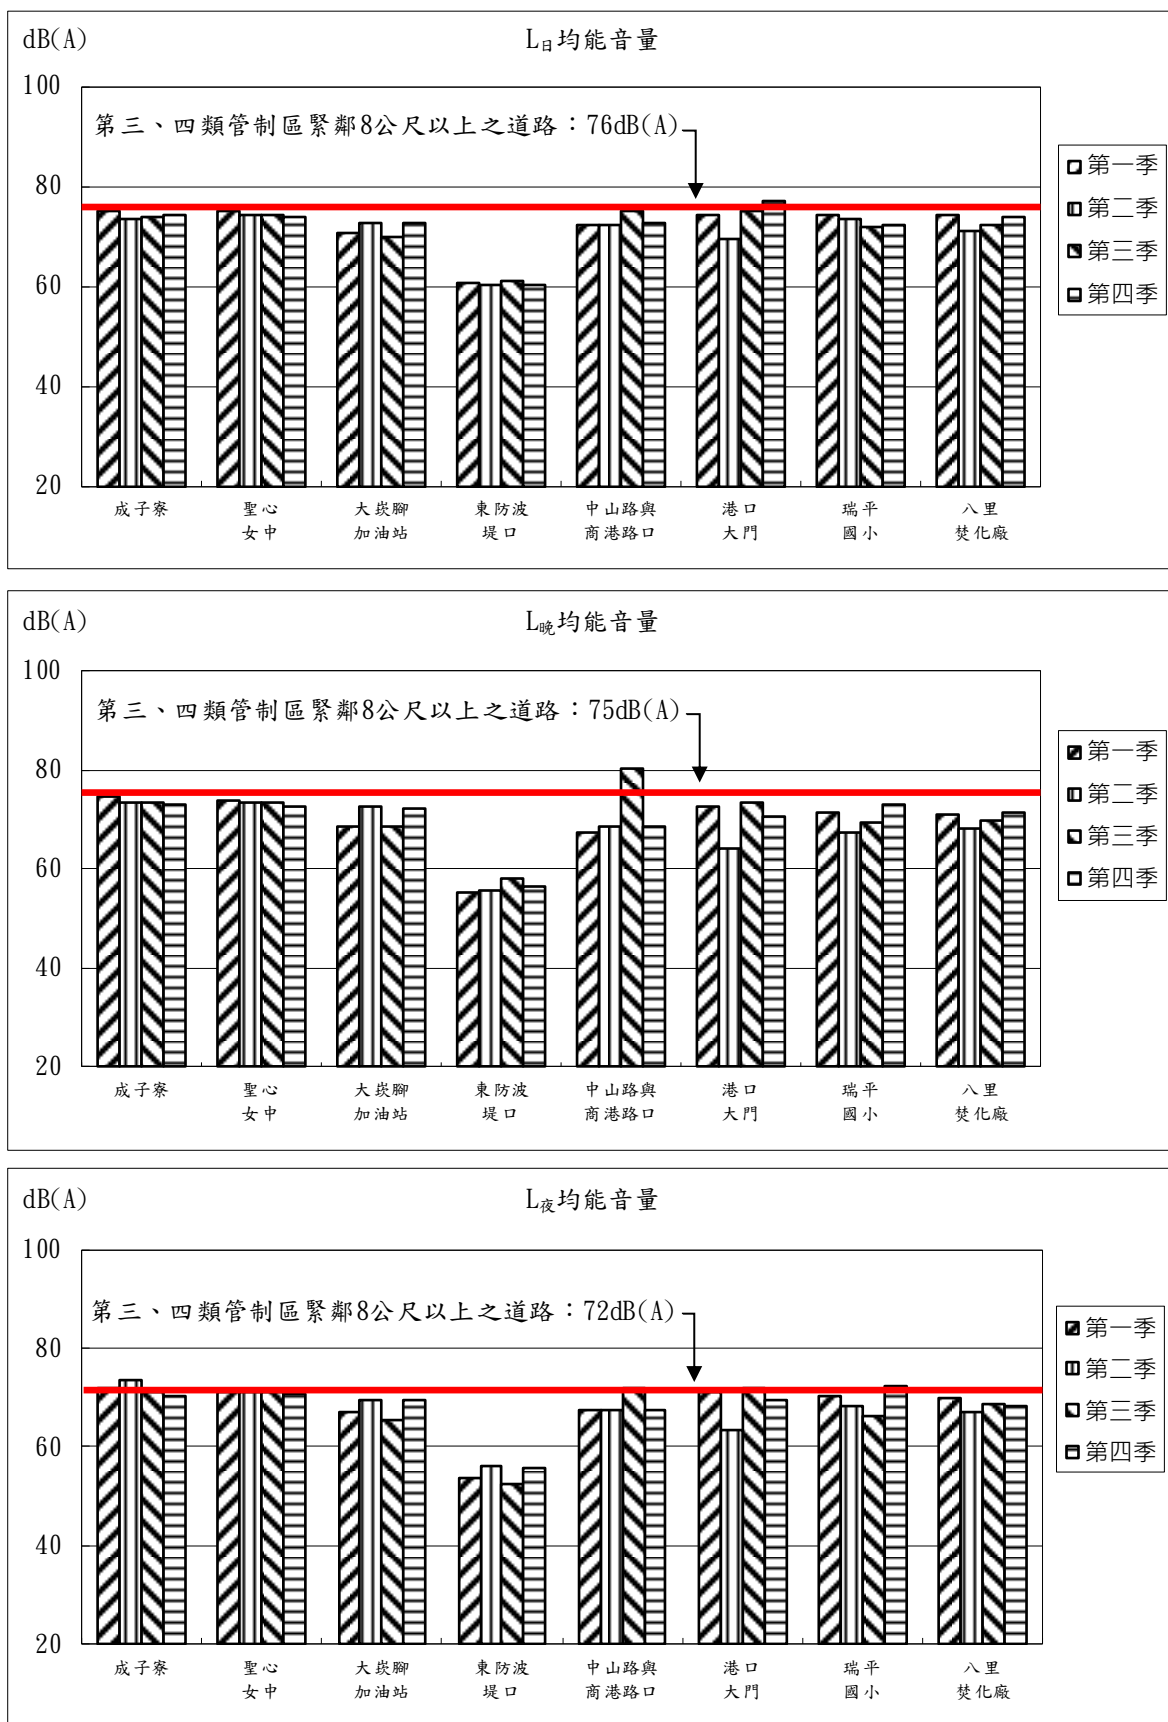 dB(A)
L日均能音量
100
第三、四類管制區緊鄰8公尺以上之道路：76dB(A)
80
60
40
20
第一季
第二季
第三季
第四季
成子寮
聖心
女中
大崁腳
加油站
東防波
堤口
中山路與
商港路口
港口
大門
瑞平
國小
八里
焚化廠
dB(A)
L晚均能音量
100
第三、四類管制區緊鄰8公尺以上之道路：75dB(A)
80
60
40
20
第一季
第二季
第三季
第四季
成子寮
聖心
女中
大崁腳
加油站
東防波
堤口
中山路與
商港路口
港口
大門
瑞平
國小
八里
焚化廠
dB(A)
L夜均能音量
100
第三、四類管制區緊鄰8公尺以上之道路：72dB(A)
80
60
40
20
第一季
第二季
第三季
第四季
成子寮
聖心
女中
大崁腳
加油站
東防波
堤口
中山路與
商港路口
港口
大門
瑞平
國小
八里
焚化廠